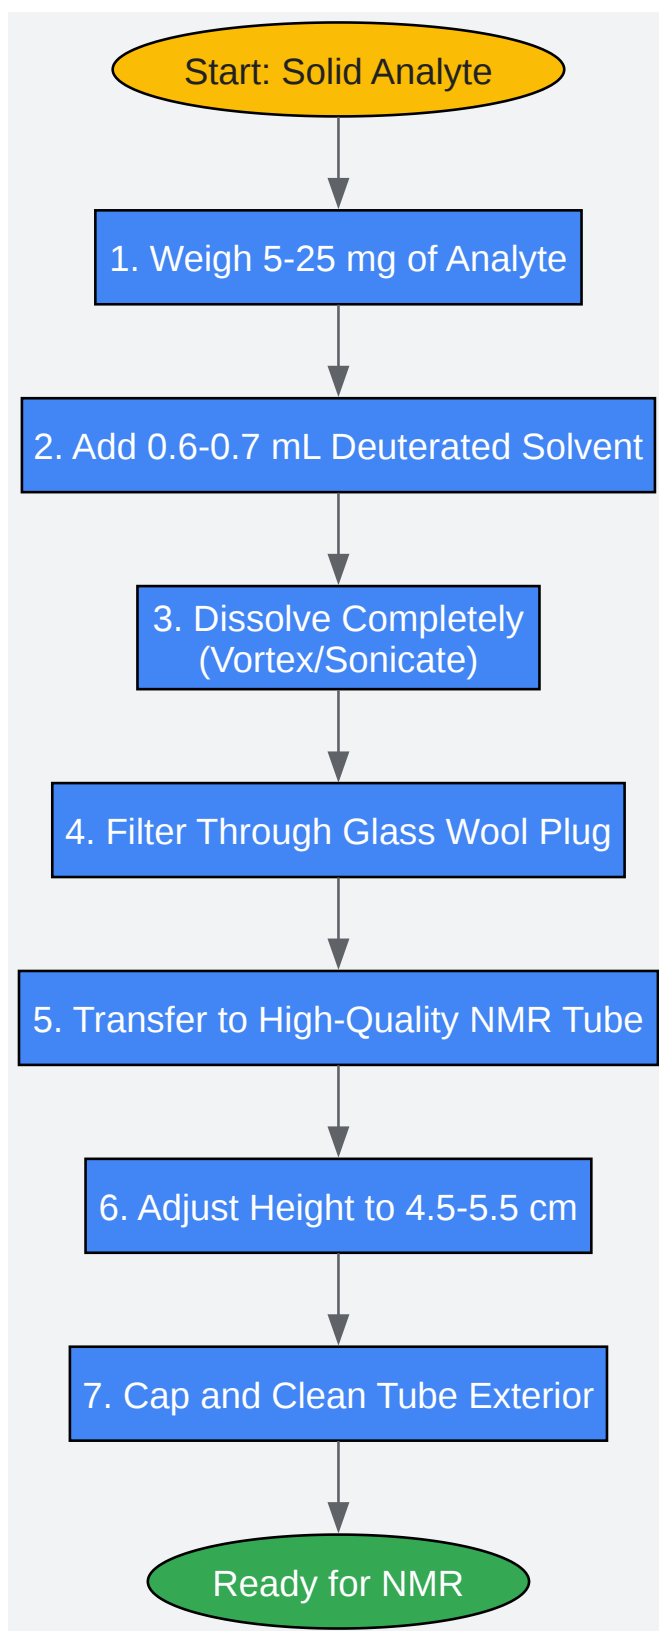 Start: Solid Analyte
1. Weigh 5-25 mg of Analyte
2. Add 0.6-0.7 mL Deuterated Solvent
3. Dissolve Completely
(Vortex/Sonicate)
4. Filter Through Glass Wool Plug
5. Transfer to High-Quality NMR Tube
6. Adjust Height to 4.5-5.5 cm
7. Cap and Clean Tube Exterior
Ready for NMR